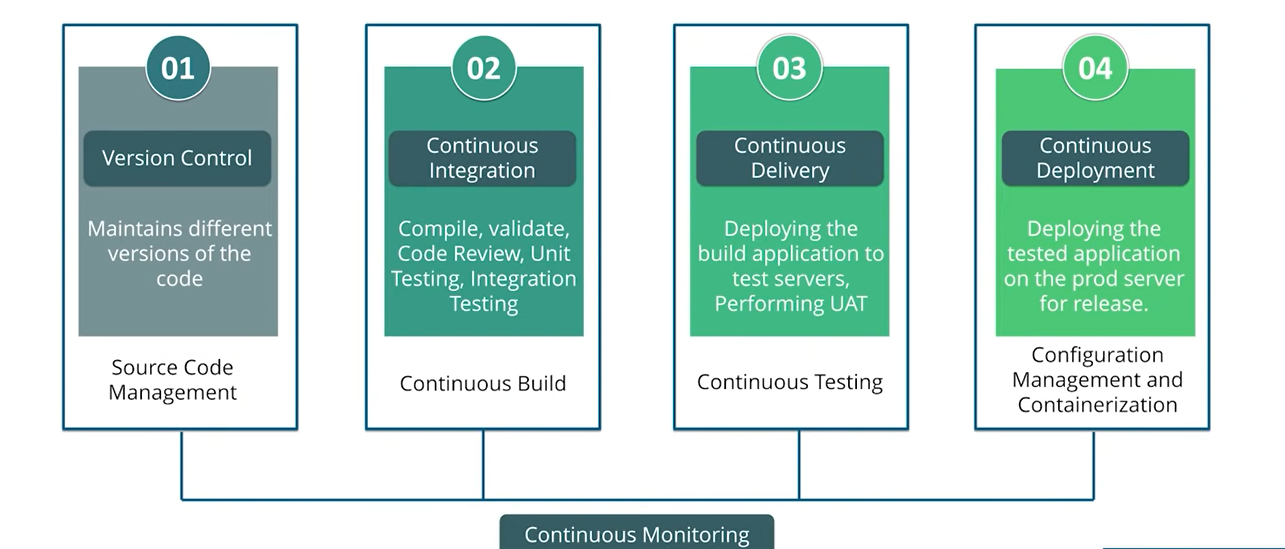 01
Version Control
Maintains different
versions of the
code
Source Code
Management
02
Continuous
Integration
Compile, validate,
Code Review, Unit
Testing, Integration
Testing
Continuous Build
03
Continuous
Delivery
Deploying the
build application to
test servers,
Performing UAT
Continuous Testing
04
Continuous
Deployment
Deploying the
tested application
on the prod server
for release.
Configuration
Management and
Containerization
Continuous Monitoring